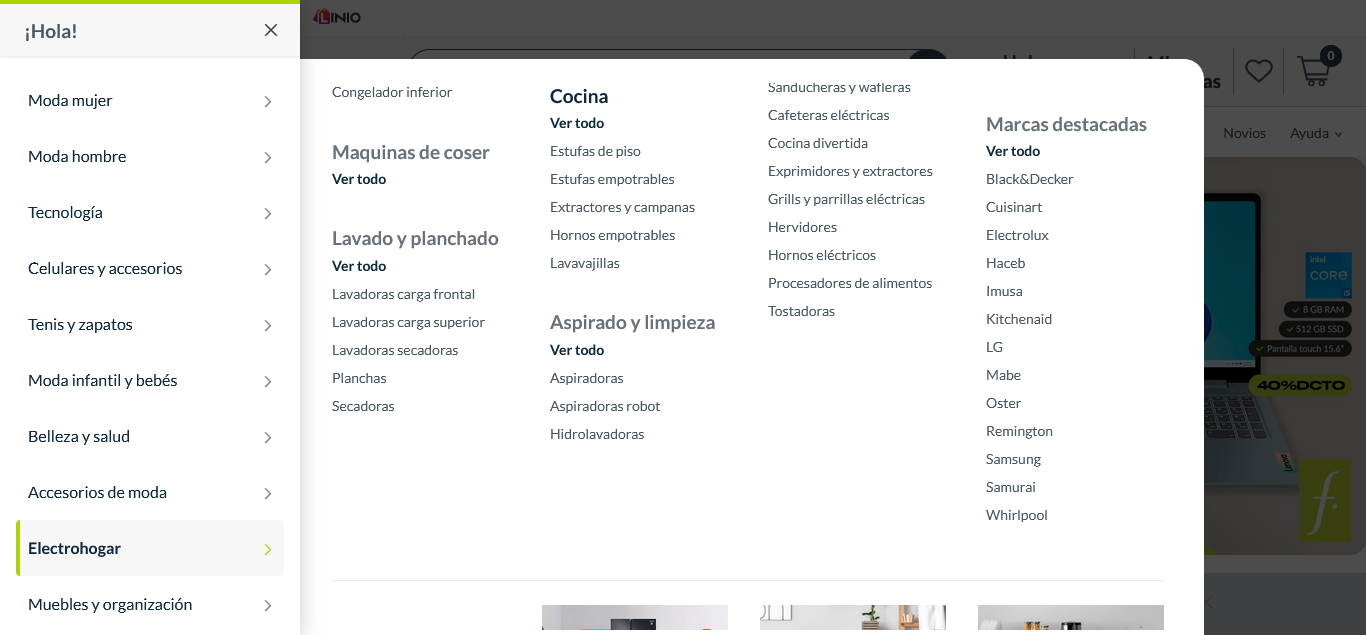 ¡Hola!
Moda mujer
Moda hombre
Tecnología
Celulares y accesorios
Tenis y zapatos
Moda infantil y bebés
Belleza y salud
Accesorios de moda
Electrohogar
Muebles y organización
LINIO
0
Novios
Ayuda
Congelador inferior
Maquinas de coser
Ver todo
Lavado y planchado
Ver todo
Lavadoras carga frontal
Lavadoras carga superior
Lavadoras secadoras
Planchas
Secadoras
Cocina
Ver todo
Estufas de piso
Estufas empotrables
Extractores y campanas
Hornos empotrables
Lavavajillas
Aspirado y limpieza
Ver todo
Aspiradoras
Aspiradoras robot
Hidrolavadoras
Sanducheras y wafleras
Cafeteras eléctricas
Cocina divertida
Exprimidores y extractores
Grills y parrillas eléctricas
Hervidores
Hornos eléctricos
Procesadores de alimentos
Tostadoras
Marcas destacadas
Ver todo
Black&Decker
Cuisinart
Electrolux
Haceb
Imusa
Kitchenaid
LG
Mabe
Oster
Remington
Samsung
Samurai
Whirlpool
intel
CORE
i5
8 GB RAM
512 GB SSD
Pantalla touch 15.6"
40%DCTO
f.